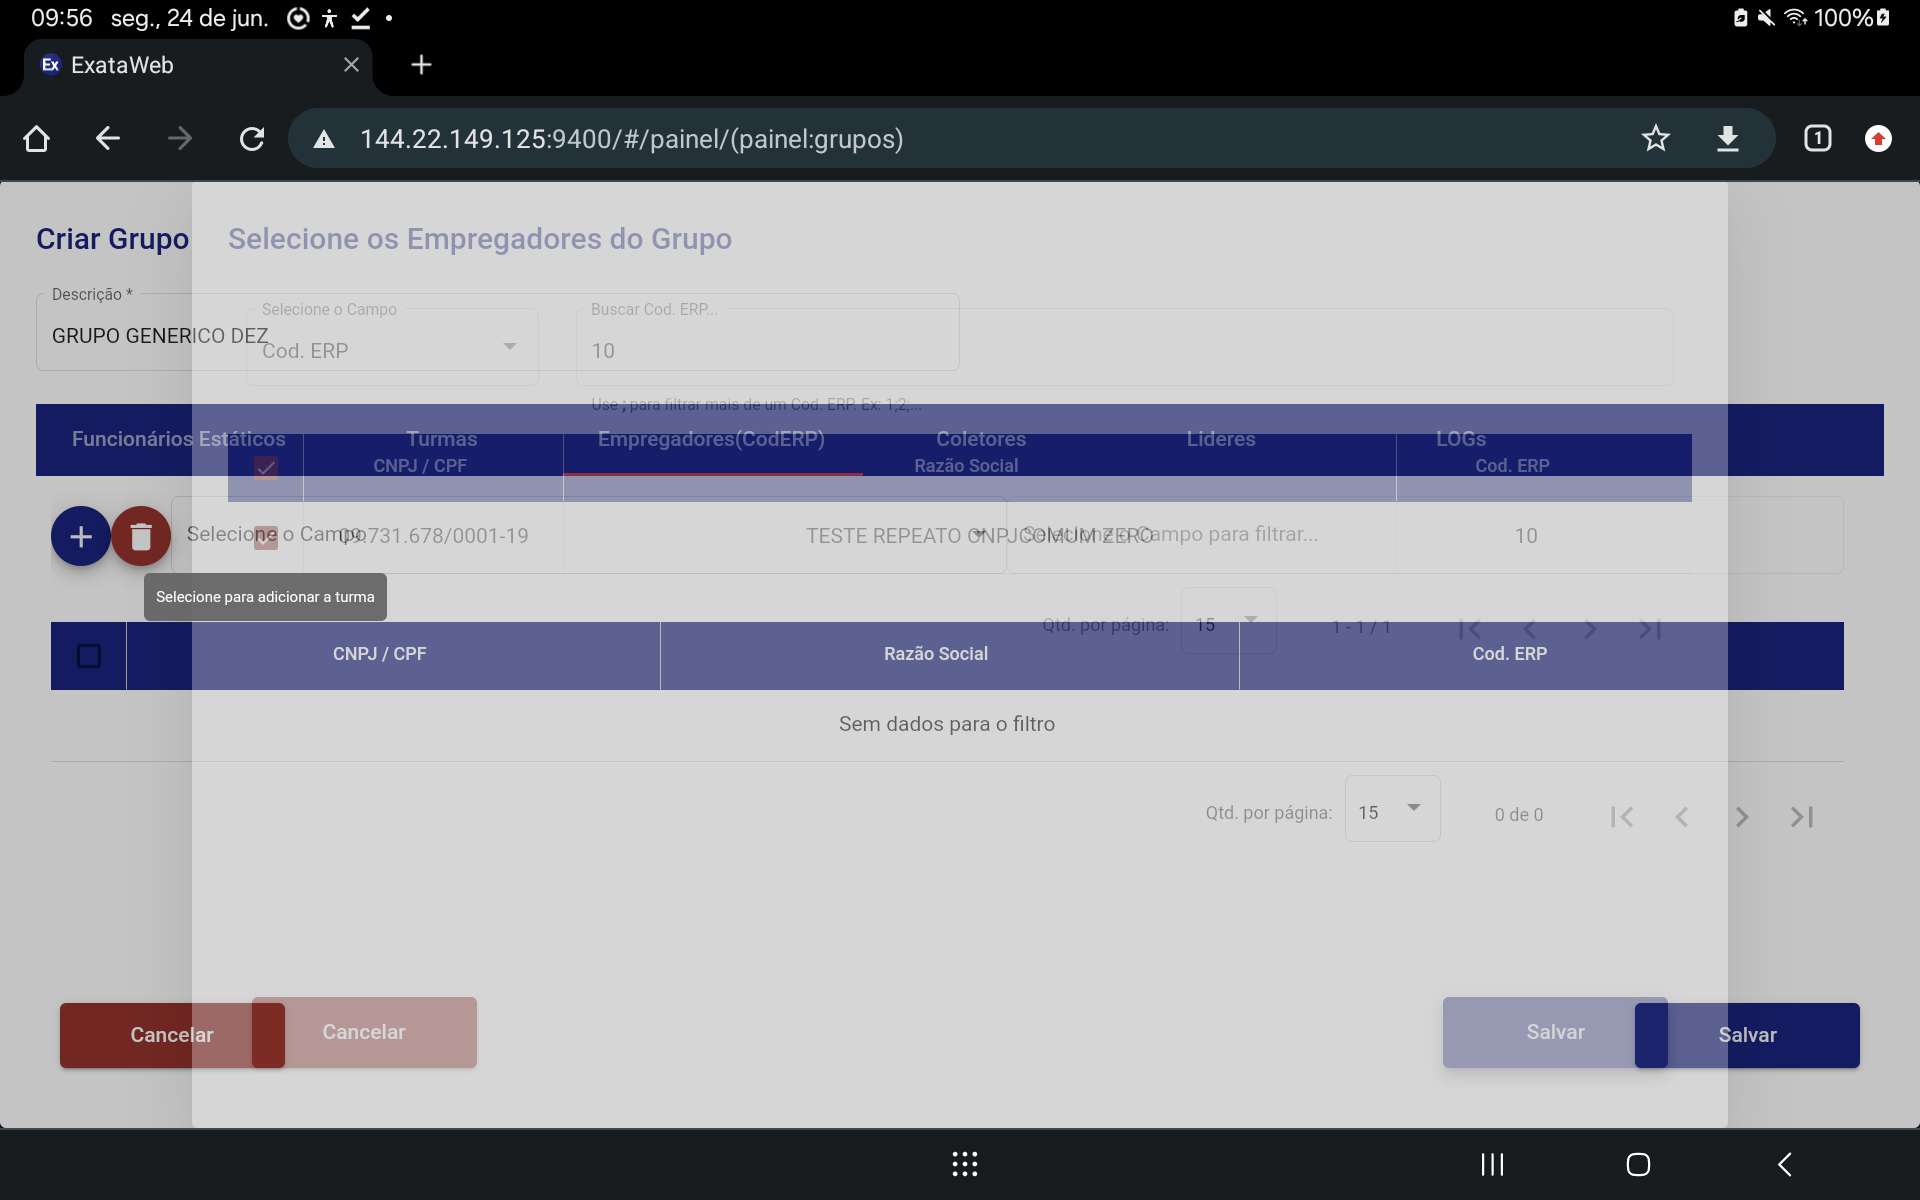 09:56 seg., 24 de jun. 100%
Ex ExataWeb
144.22.149.125:9400/#/painel/(painel:grupos) 1
Criar Grupo Selecione os Empregadores do Grupo
Descrição *
GRUPO GENERICO DEZ
Selecione o Campo Buscar Cod. ERP...
Cod. ERP 10
Use ; para filtrar mais de um Cod. ERP. Ex: 1;2;...
Funcionários Estáticos Turmas Empregadores(CodERP) Coletores Lideres LOGs
CNPJ / CPF Razão Social Cod. ERP
Selecione o Campo Selecione o Campo para filtrar...
09.731.678/0001-19 TESTE REPEATO CNPJCOMUM ZERO 10
Selecione para adicionar a turma
Qtd. por página: 15 1 - 1 / 1
CNPJ / CPF Razão Social Cod. ERP
Sem dados para o filtro
Qtd. por página: 15 0 de 0
Cancelar Cancelar Salvar Salvar